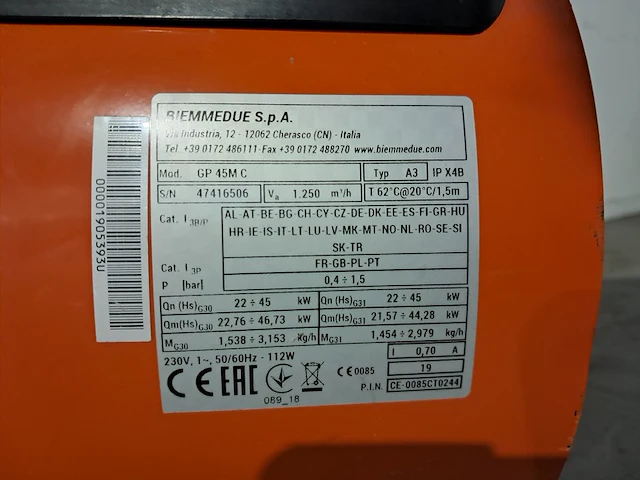 BIEMMEDUE S.p.A.
Via Industria, 12 - 12062 Cherasco (CN) - Italia
Tel. +39 0172 486111-Fax +39 0172 488270 www.biemmedue.com
Mod. GP 45M C Typ A3 IP X4B
S/N 47416506 Va 1.250 m³/h T 62°C@20°C/1,5m
Cat. I 3B/P AL-AT-BE-BG-CH-CY-CZ-DE-DK-EE-ES-FI-GR-HU
HR-IE-IS-IT-LT-LU-LV-MK-MT-NO-NL-RO-SE-SI
SK-TR
Cat. I 3P FR-GB-PL-PT
P [bar] 0,4 ÷ 1,5
Qn (Hs)G30 22 ÷ 45 kW Qn (Hs)G31 22 ÷ 45 kW
Qm(Hs)G30 22,76 ÷ 46,73 kW Qm(Hs)G31 21,57 ÷ 44,28 kW
MG30 1,538 ÷ 3,153 Kg/h MG31 1,454 ÷ 2,979 kg/h
230V, 1~, 50/60Hz - 112W I 0,70 A
CE EAC CE 0085 19
089_18 P.I.N. CE-0085CT0244
00001905393U